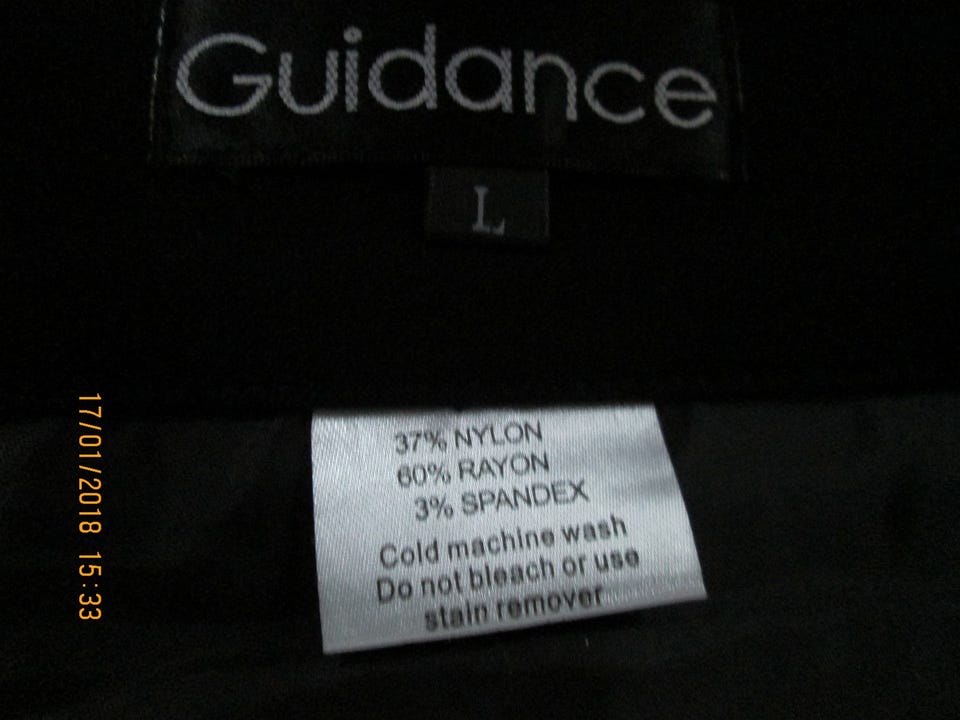 Guidance
L
37% NYLON
60% RAYON
3% SPANDEX
Cold machine wash
Do not bleach or use
stain remover
17/01/2018 15:33